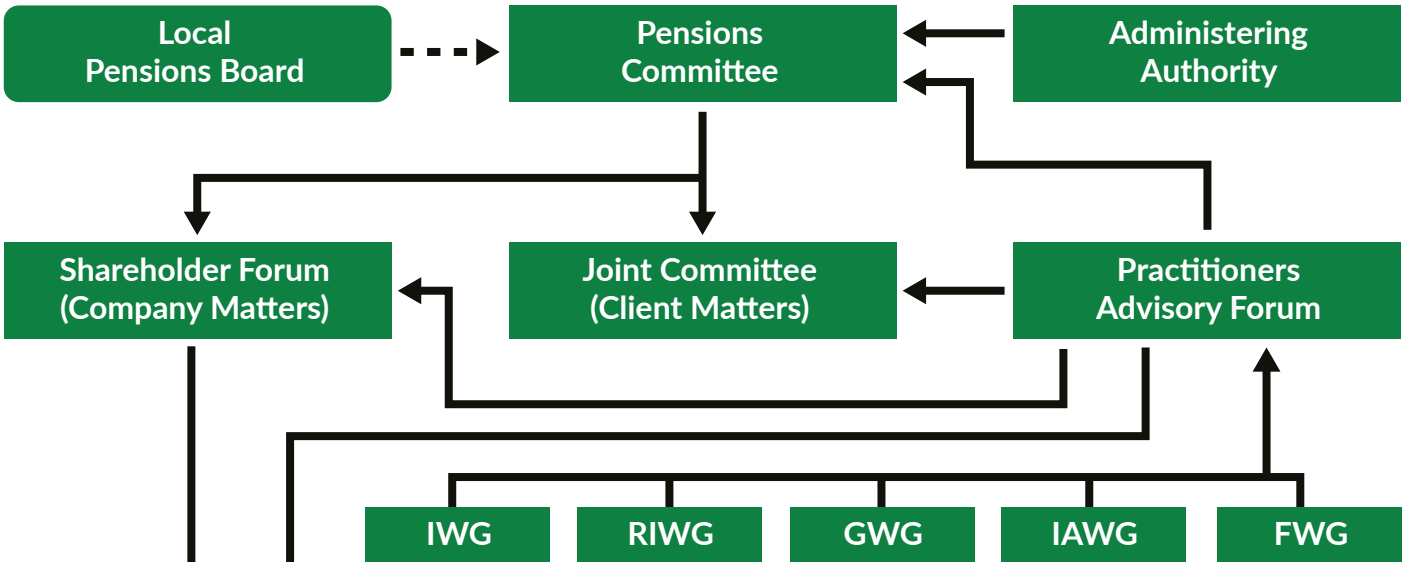 Local
Pensions Board
Pensions
Committee
Administering
Authority
Shareholder Forum
(Company Matters)
Joint Committee
(Client Matters)
Practitioners
Advisory Forum
IWG
RIWG
GWG
IAWG
FWG